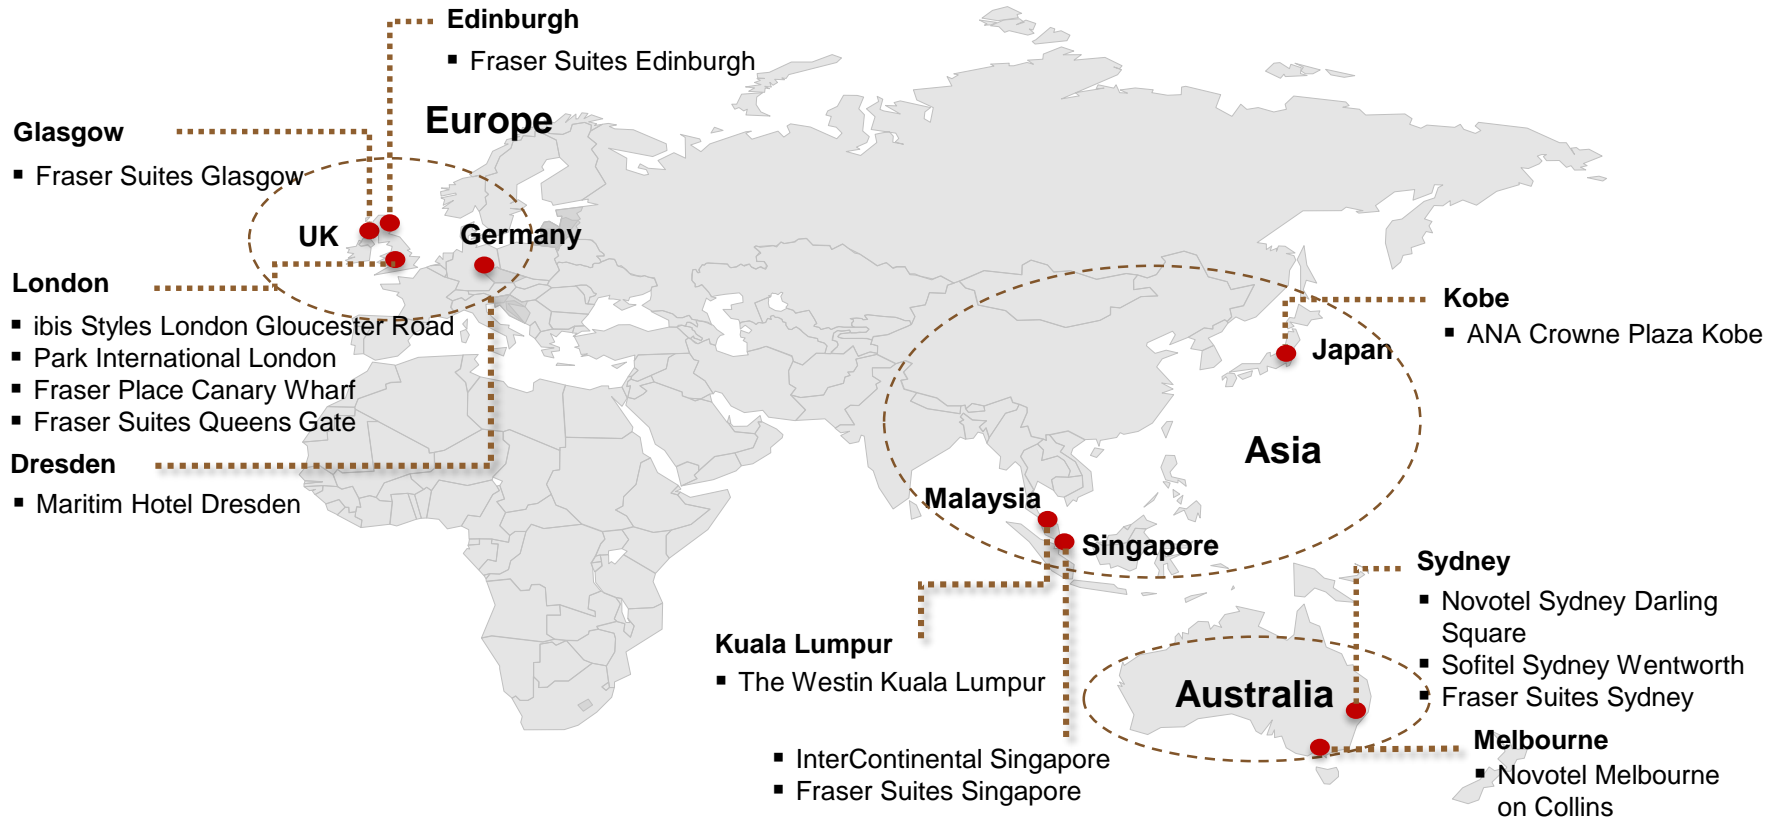 Edinburgh
▪ Fraser Suites Edinburgh
Europe
Glasgow
▪ Fraser Suites Glasgow
UK
Germany
London
▪ ibis Styles London Gloucester Road
▪ Park International London
▪ Fraser Place Canary Wharf
▪ Fraser Suites Queens Gate
Dresden
▪ Maritim Hotel Dresden
Kobe
▪ ANA Crowne Plaza Kobe
Japan
Asia
Malaysia
Singapore
Kuala Lumpur
▪ The Westin Kuala Lumpur
▪ InterContinental Singapore
▪ Fraser Suites Singapore
Sydney
▪ Novotel Sydney Darling
Square
▪ Sofitel Sydney Wentworth
▪ Fraser Suites Sydney
Australia
Melbourne
▪ Novotel Melbourne
on Collins